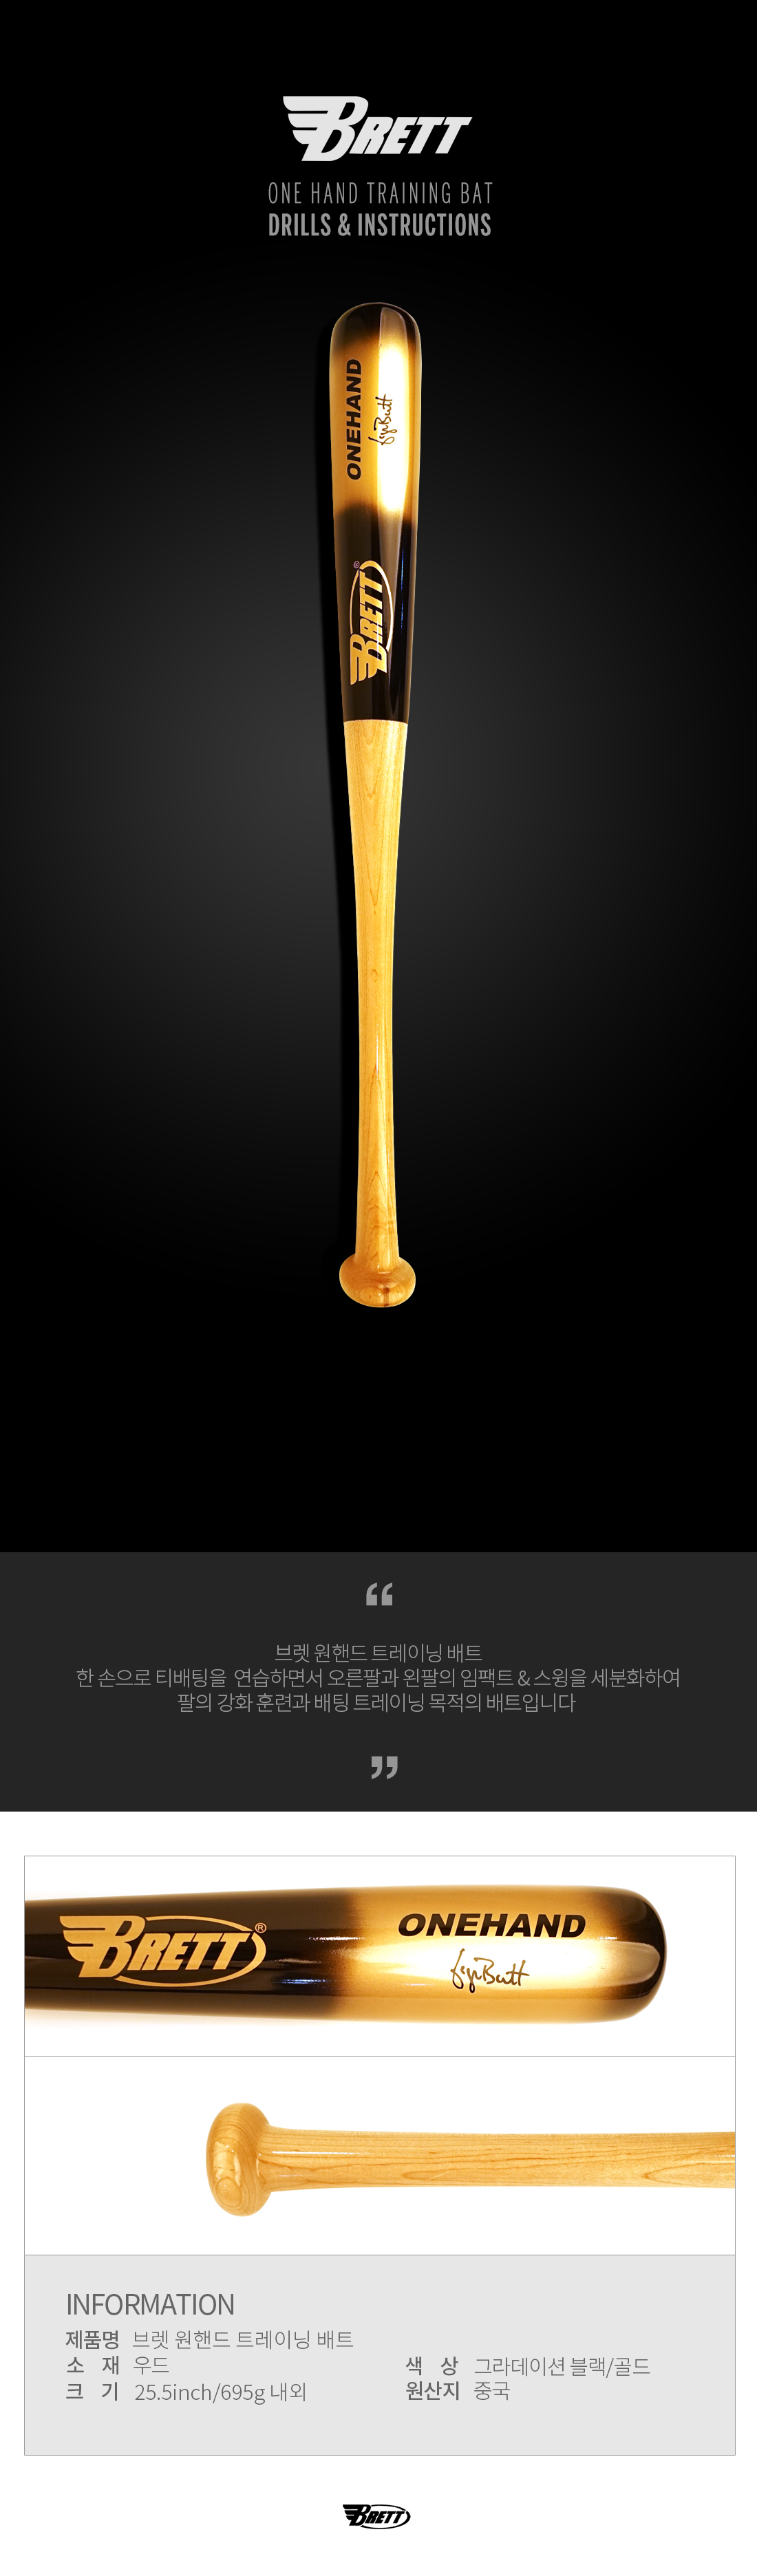 BRETT
ONE HAND TRAINING BAT
DRILLS & INSTRUCTIONS
ONEHAND
BRETT®
“
브렛 원핸드 트레이닝 배트
한 손으로 티배팅을 연습하면서 오른팔과 왼팔의 임팩트 & 스윙을 세분화하여
팔의 강화 훈련과 배팅 트레이닝 목적의 배트입니다
”
BRETT®
ONEHAND
INFORMATION
제품명 브렛 원핸드 트레이닝 배트
소 재 우드
색 상 그라데이션 블랙/골드
크 기 25.5inch/695g 내외
원산지 중국
BRETT